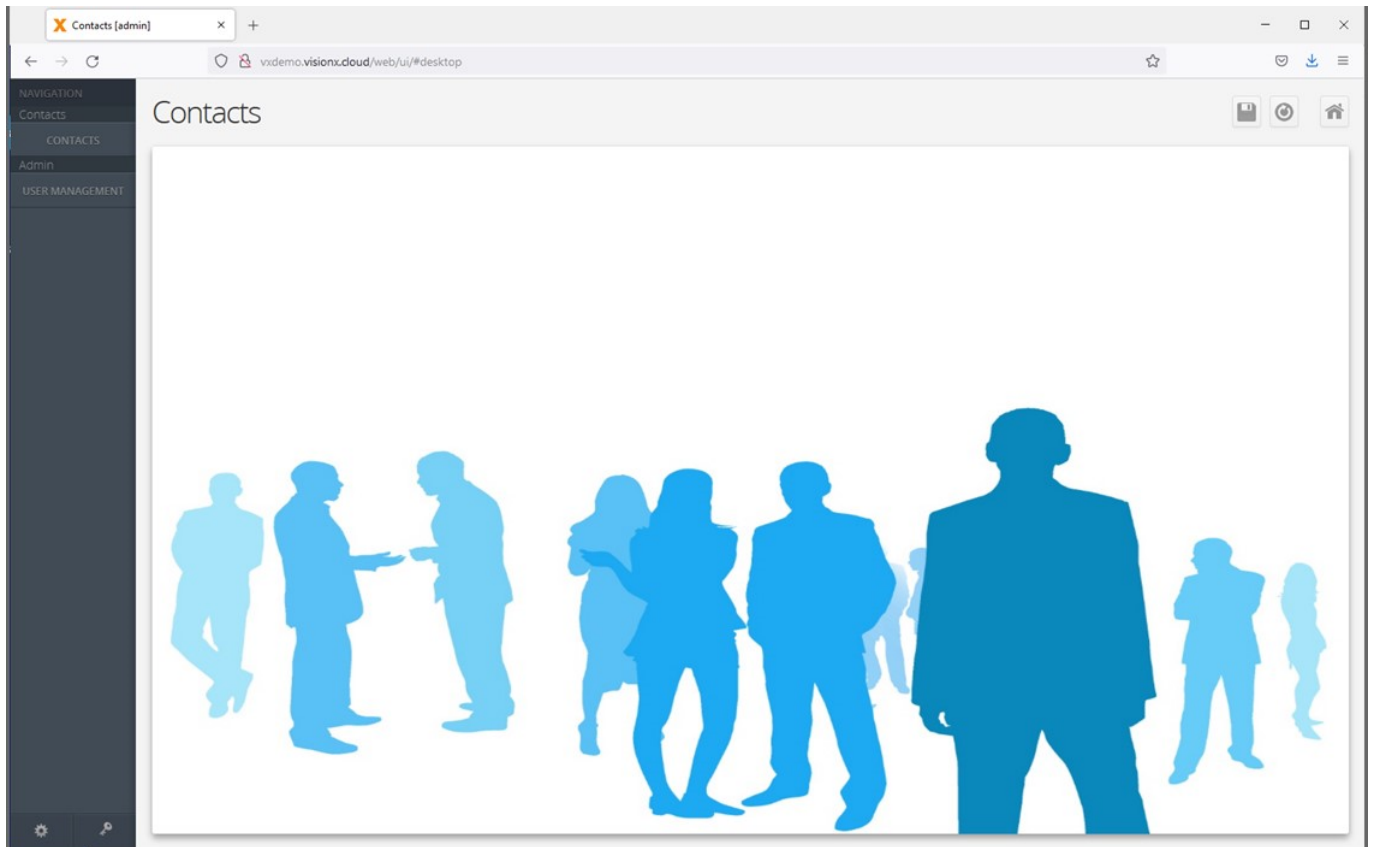 Contacts [admin]
vxdemo.visionx.cloud/web/ui/#desktop
NAVIGATION
Contacts
CONTACTS
Admin
USER MANAGEMENT
Contacts